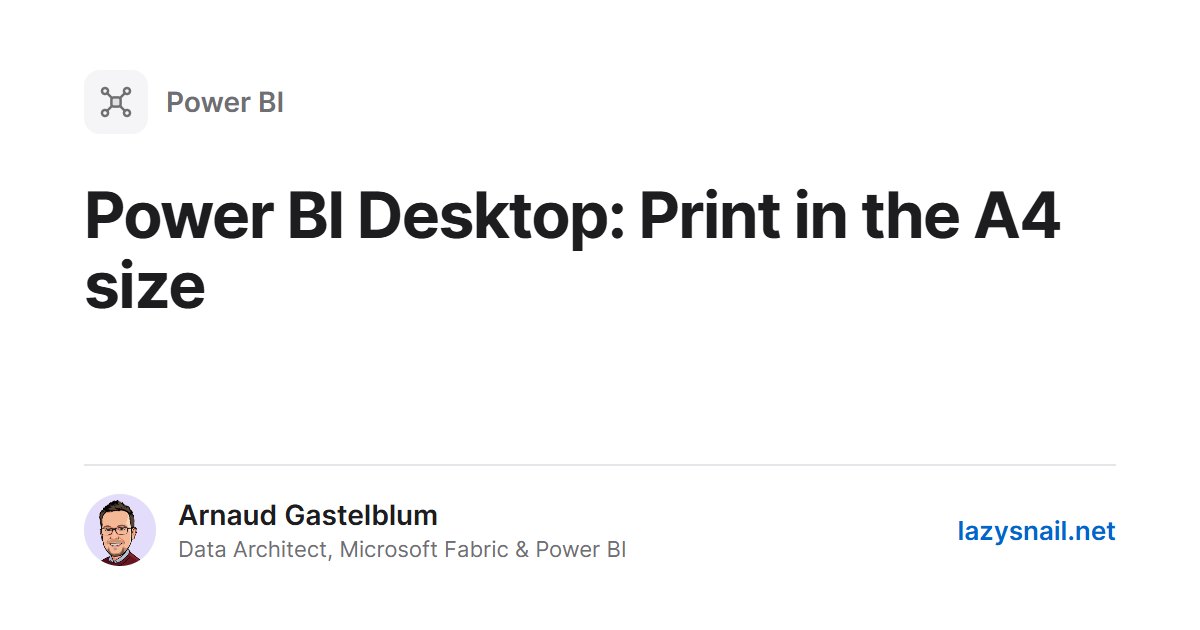 Power BI
Power BI Desktop: Print in the A4
size
Arnaud Gastelblum
Data Architect, Microsoft Fabric & Power BI
lazysnail.net